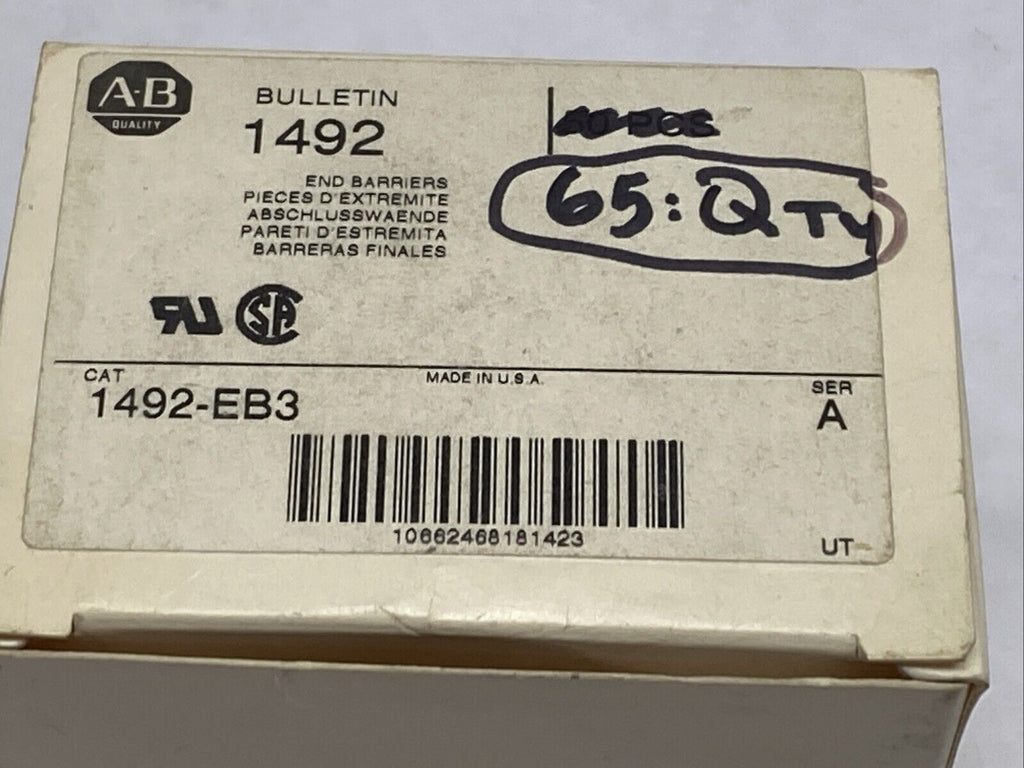 A-B
QUALITY
BULLETIN
1492
END BARRIERS
PIECES D'EXTREMITE
ABSCHLUSSWAENDE
PARETI D'ESTREMITA
BARRERAS FINALES
PCS
65: QTY
CAT
1492-EB3
MADE IN U.S.A.
SER
A
10662468181423
UT